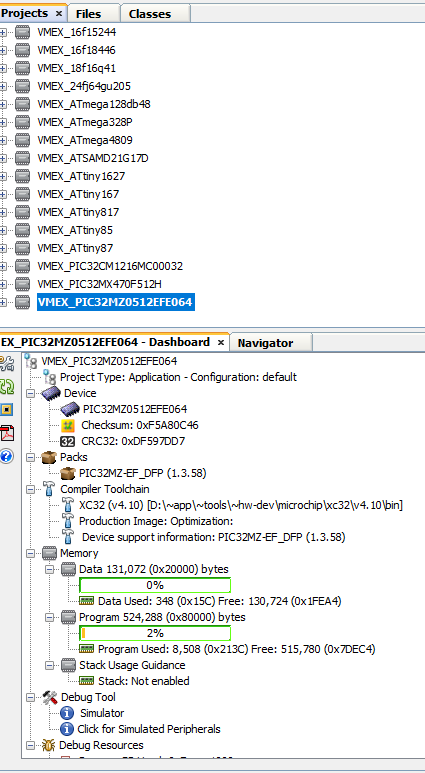 Projects × Files Classes
VMEX_16f15244
VMEX_16f18446
VMEX_18f16q41
VMEX_24fj64gu205
VMEX_ATmega128db48
VMEX_ATmega328P
VMEX_ATmega4809
VMEX_ATSAMD21G17D
VMEX_ATtiny1627
VMEX_ATtiny167
VMEX_ATtiny817
VMEX_ATtiny85
VMEX_ATtiny87
VMEX_PIC32CM1216MC00032
VMEX_PIC32MX470F512H
VMEX_PIC32MZ0512EFE064
EX_PIC32MZ0512EFE064 - Dashboard × Navigator
VMEX_PIC32MZ0512EFE064
Project Type: Application - Configuration: default
Device
PIC32MZ0512EFE064
Checksum: 0xF5A80C46
32 CRC32: 0xDF597DD7
Packs
PIC32MZ-EF_DFP (1.3.58)
Compiler Toolchain
XC32 (v4.10) [D:\~app\~tools\~hw-dev\microchip\xc32\v4.10\bin]
Production Image: Optimization:
Device support information: PIC32MZ-EF_DFP (1.3.58)
Memory
Data 131,072 (0x20000) bytes
0%
Data Used: 348 (0x15C) Free: 130,724 (0x1FEA4)
Program 524,288 (0x80000) bytes
2%
Program Used: 8,508 (0x213C) Free: 515,780 (0x7DEC4)
Stack Usage Guidance
Stack: Not enabled
Debug Tool
Simulator
Click for Simulated Peripherals
Debug Resources